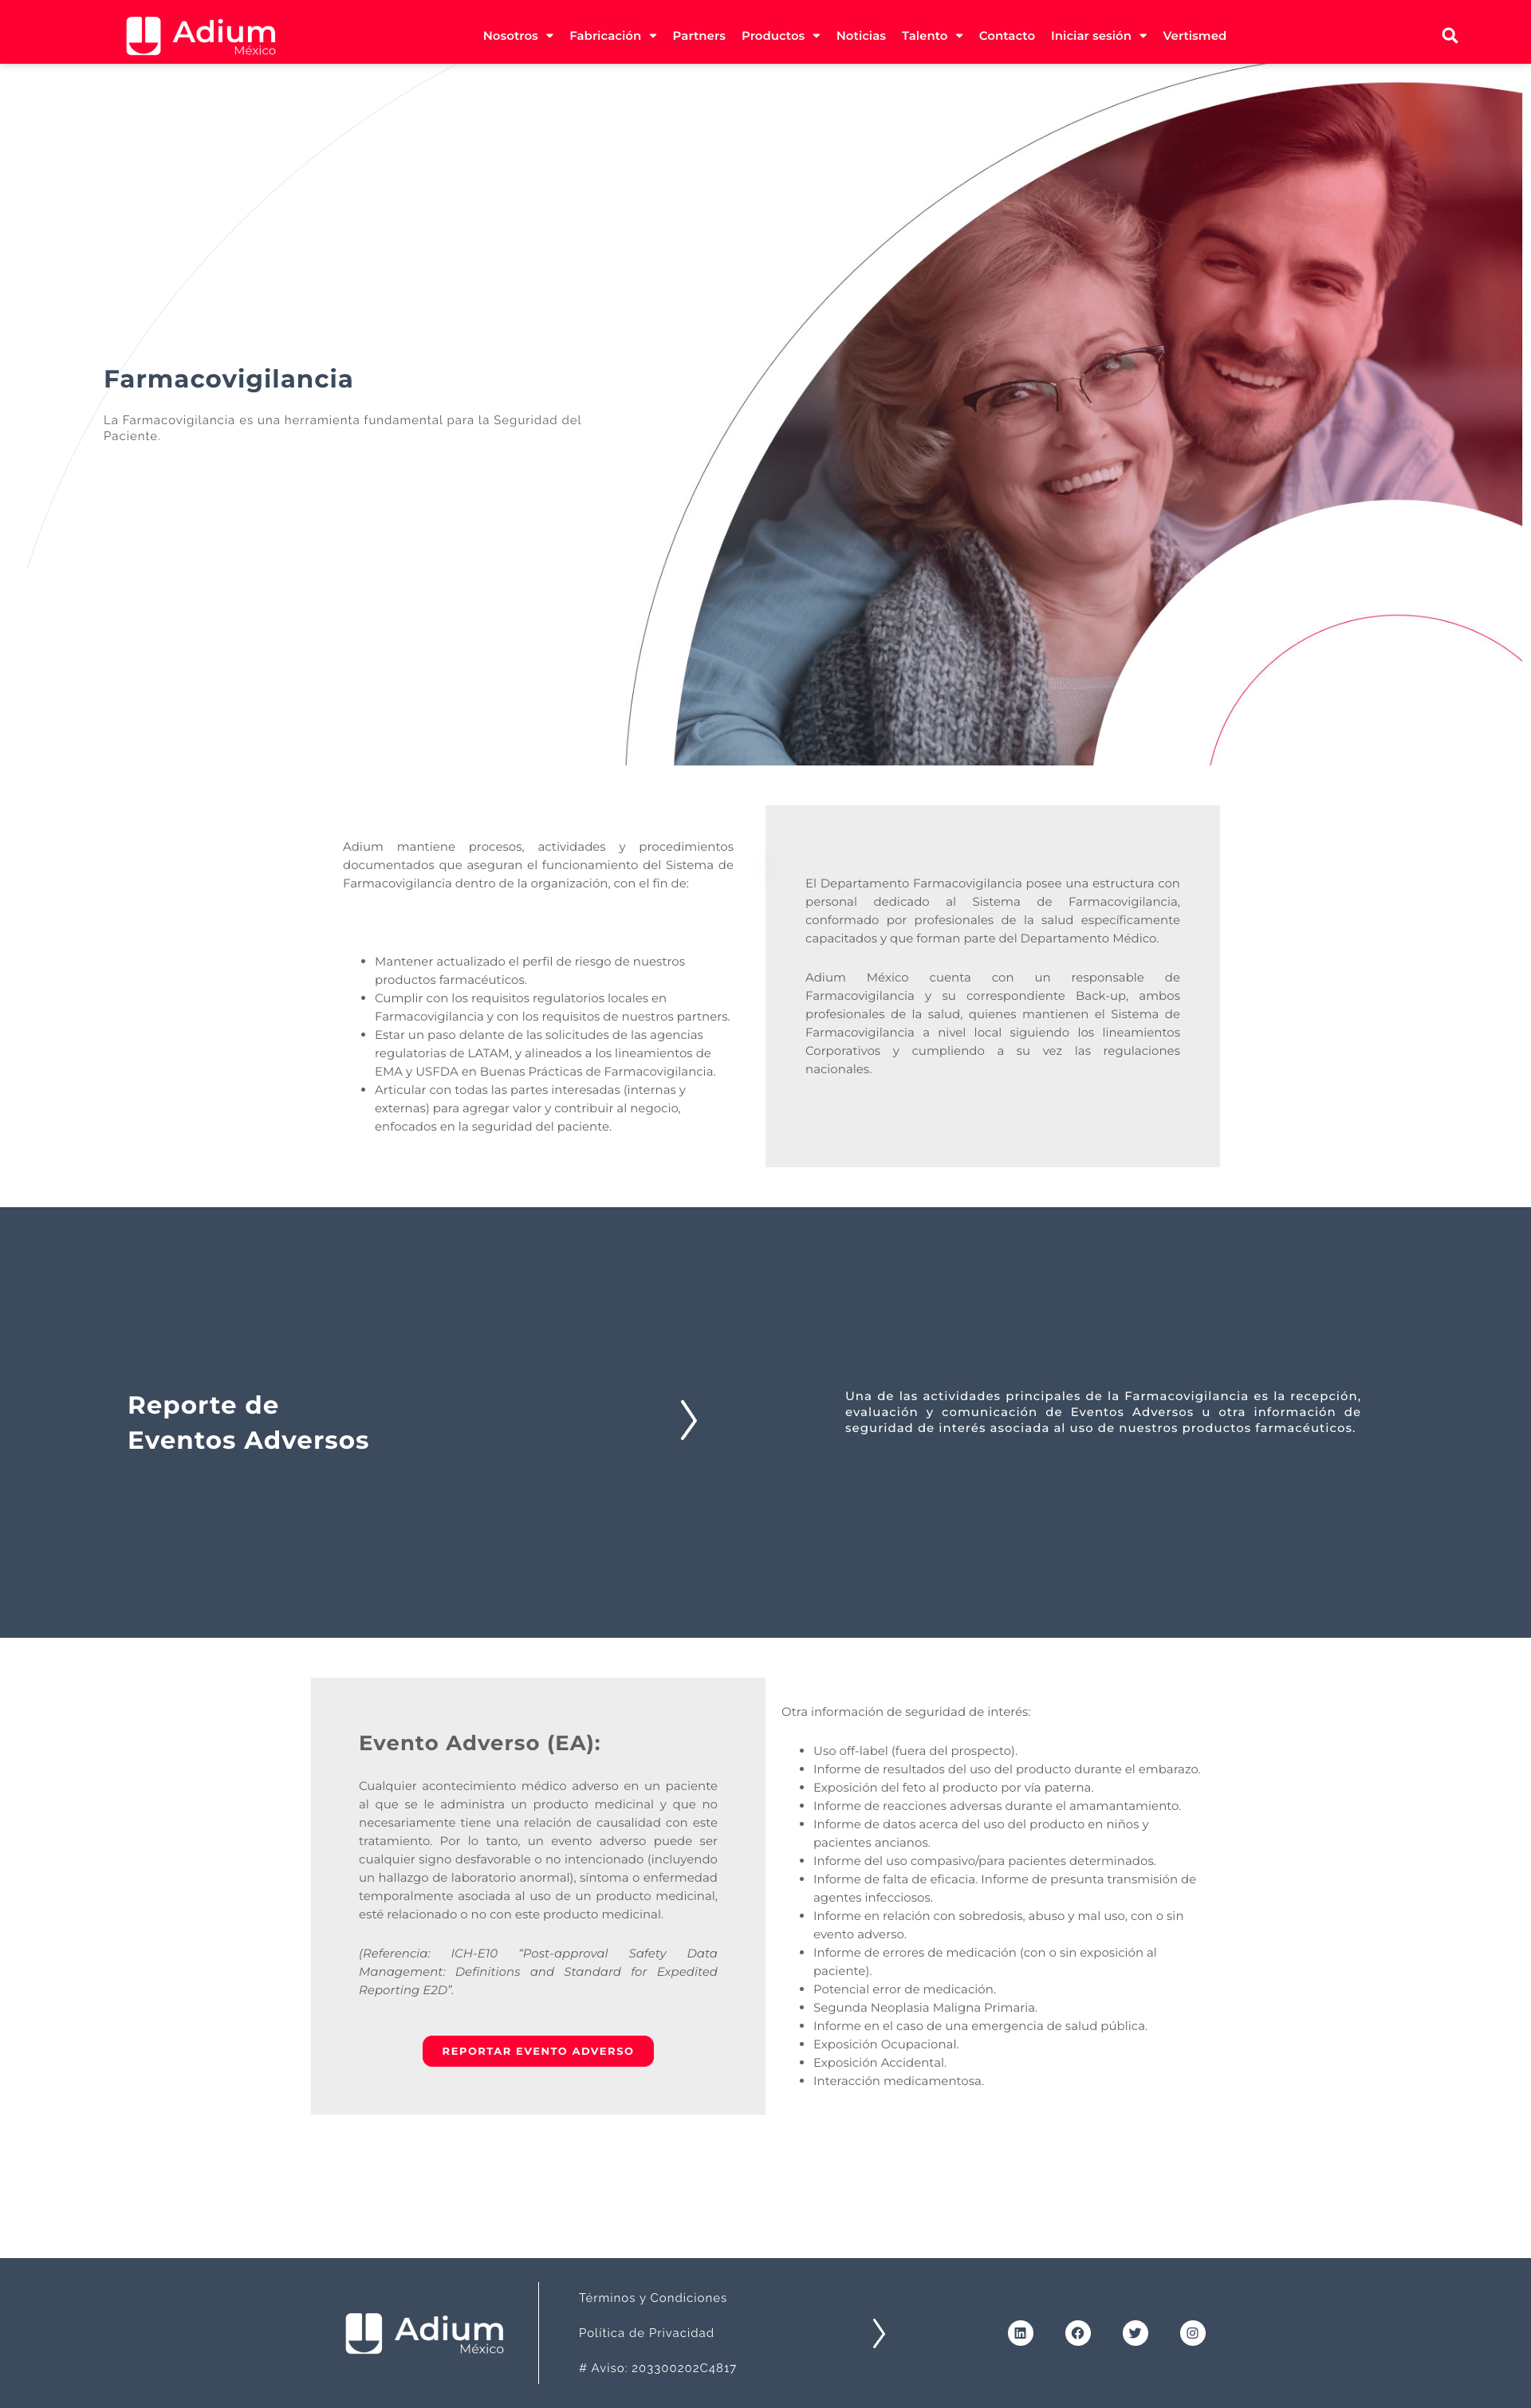 Adium
México
Nosotros
Fabricación
Partners
Productos
Noticias
Talento
Contacto
Iniciar sesión
Vertismed
Farmacovigilancia
La Farmacovigilancia es una herramienta fundamental para la Seguridad del
Paciente.
Adium mantiene procesos, actividades y procedimientos
documentados que aseguran el funcionamiento del Sistema de
Farmacovigilancia dentro de la organización, con el fin de:
Mantener actualizado el perfil de riesgo de nuestros
productos farmacéuticos.
Cumplir con los requisitos regulatorios locales en
Farmacovigilancia y con los requisitos de nuestros partners.
Estar un paso delante de las solicitudes de las agencias
regulatorias de LATAM, y alineados a los lineamientos de
EMA y USFDA en Buenas Prácticas de Farmacovigilancia.
Articular con todas las partes interesadas (internas y
externas) para agregar valor y contribuir al negocio,
enfocados en la seguridad del paciente.
El Departamento Farmacovigilancia posee una estructura con
personal dedicado al Sistema de Farmacovigilancia,
conformado por profesionales de la salud específicamente
capacitados y que forman parte del Departamento Médico.
Adium México cuenta con un responsable de
Farmacovigilancia y su correspondiente Back-up, ambos
profesionales de la salud, quienes mantienen el Sistema de
Farmacovigilancia a nivel local siguiendo los lineamientos
Corporativos y cumpliendo a su vez las regulaciones
nacionales.
Reporte de
Eventos Adversos
Una de las actividades principales de la Farmacovigilancia es la recepción,
evaluación y comunicación de Eventos Adversos u otra información de
seguridad de interés asociada al uso de nuestros productos farmacéuticos.
Evento Adverso (EA):
Cualquier acontecimiento médico adverso en un paciente
al que se le administra un producto medicinal y que no
necesariamente tiene una relación de causalidad con este
tratamiento. Por lo tanto, un evento adverso puede ser
cualquier signo desfavorable o no intencionado (incluyendo
un hallazgo de laboratorio anormal), síntoma o enfermedad
temporalmente asociada al uso de un producto medicinal,
esté relacionado o no con este producto medicinal.
(Referencia: ICH-E10 “Post-approval Safety Data
Management: Definitions and Standard for Expedited
Reporting E2D”.
REPORTAR EVENTO ADVERSO
Otra información de seguridad de interés:
Uso off-label (fuera del prospecto).
Informe de resultados del uso del producto durante el embarazo.
Exposición del feto al producto por vía paterna.
Informe de reacciones adversas durante el amamantamiento.
Informe de datos acerca del uso del producto en niños y
pacientes ancianos.
Informe del uso compasivo/para pacientes determinados.
Informe de falta de eficacia. Informe de presunta transmisión de
agentes infecciosos.
Informe en relación con sobredosis, abuso y mal uso, con o sin
evento adverso.
Informe de errores de medicación (con o sin exposición al
paciente).
Potencial error de medicación.
Segunda Neoplasia Maligna Primaria.
Informe en el caso de una emergencia de salud pública.
Exposición Ocupacional.
Exposición Accidental.
Interacción medicamentosa.
Adium
México
Términos y Condiciones
Política de Privacidad
# Aviso: 203300202C4817